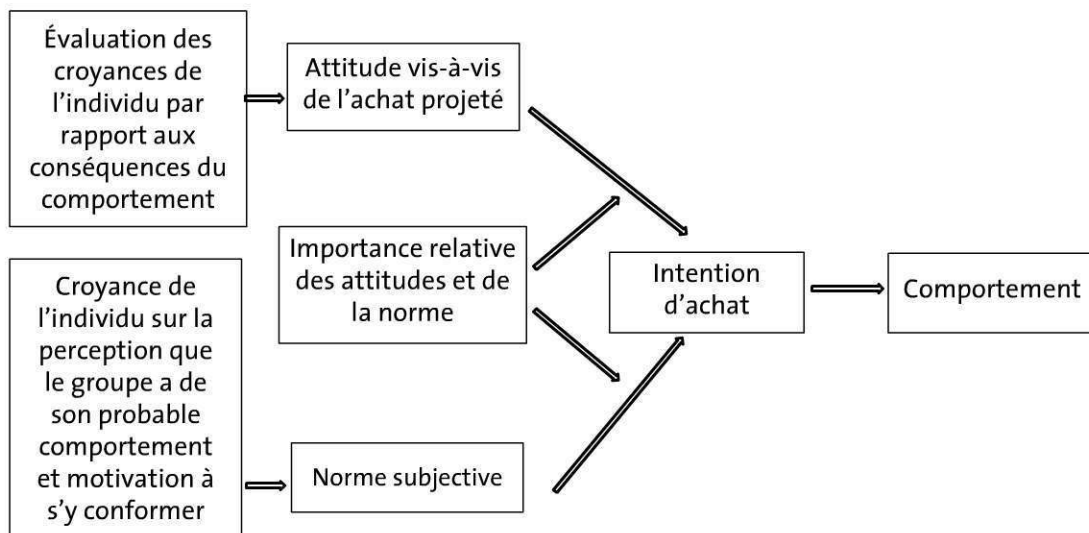 Évaluation des
croyances de
l’individu par
rapport aux
conséquences du
comportement
Attitude vis-à-vis
de l’achat projeté
Importance relative
des attitudes et de
la norme
Croyance de
l’individu sur la
perception que
le groupe a de
son probable
comportement
et motivation à
s’y conformer
Norme subjective
Intention
d’achat
Comportement